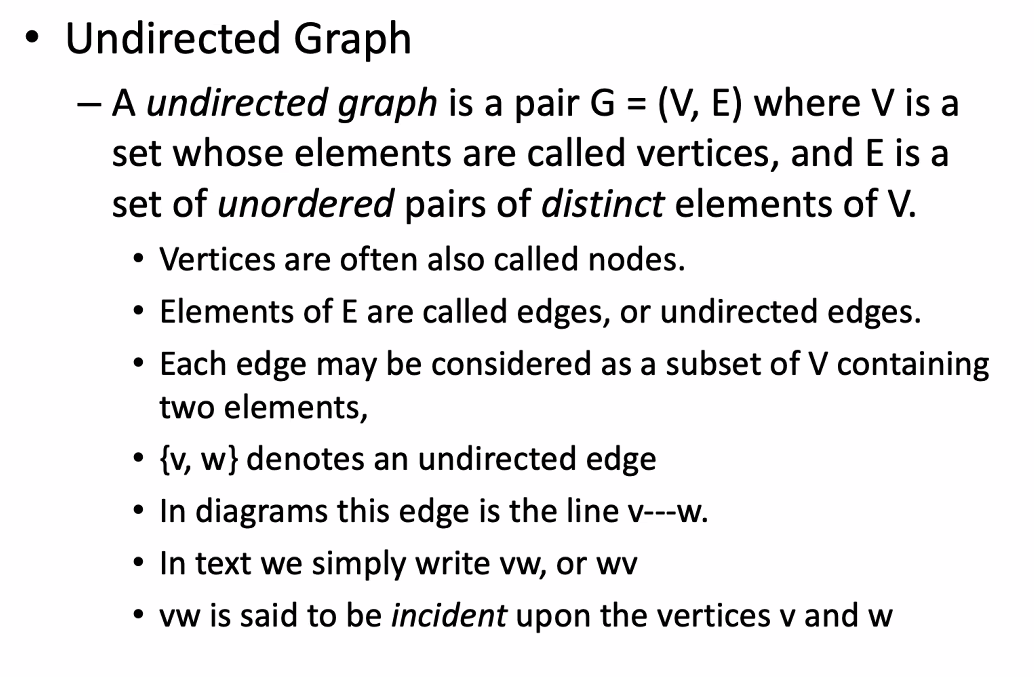 • Undirected Graph
– A undirected graph is a pair G = (V, E) where V is a
set whose elements are called vertices, and E is a
set of unordered pairs of distinct elements of V.
• Vertices are often also called nodes.
• Elements of E are called edges, or undirected edges.
• Each edge may be considered as a subset of V containing
two elements,
• {v, w} denotes an undirected edge
• In diagrams this edge is the line v---w.
• In text we simply write vw, or wv
• vw is said to be incident upon the vertices v and w